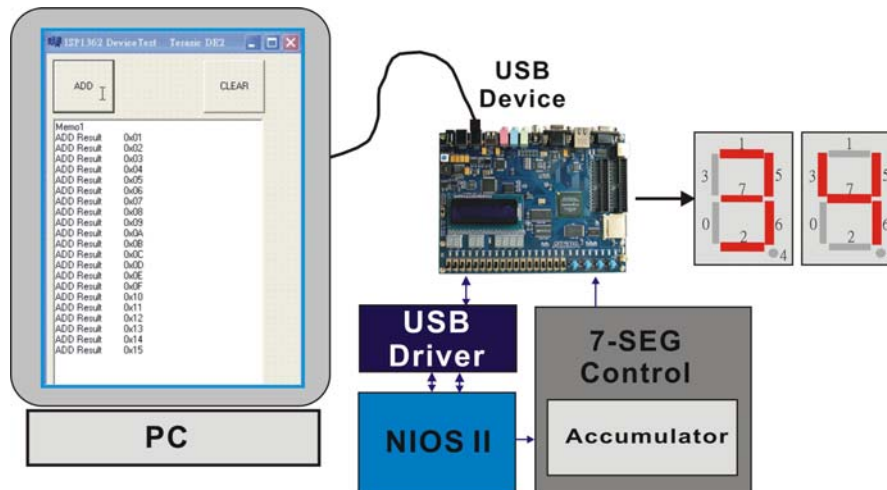 ISP1362 DeviceTest Terasic DE2
ADD
CLEAR
Memo1
ADD Result 0x01
ADD Result 0x02
ADD Result 0x03
ADD Result 0x04
ADD Result 0x05
ADD Result 0x06
ADD Result 0x07
ADD Result 0x08
ADD Result 0x09
ADD Result 0x0A
ADD Result 0x0B
ADD Result 0x0C
ADD Result 0x0D
ADD Result 0x0E
ADD Result 0x0F
ADD Result 0x10
ADD Result 0x11
ADD Result 0x12
ADD Result 0x13
ADD Result 0x14
ADD Result 0x15
PC
USB
Device
1
3 5
7
0 6
2
4
1
3 5
7
0 6
2
USB
Driver
NIOS II
7-SEG
Control
Accumulator